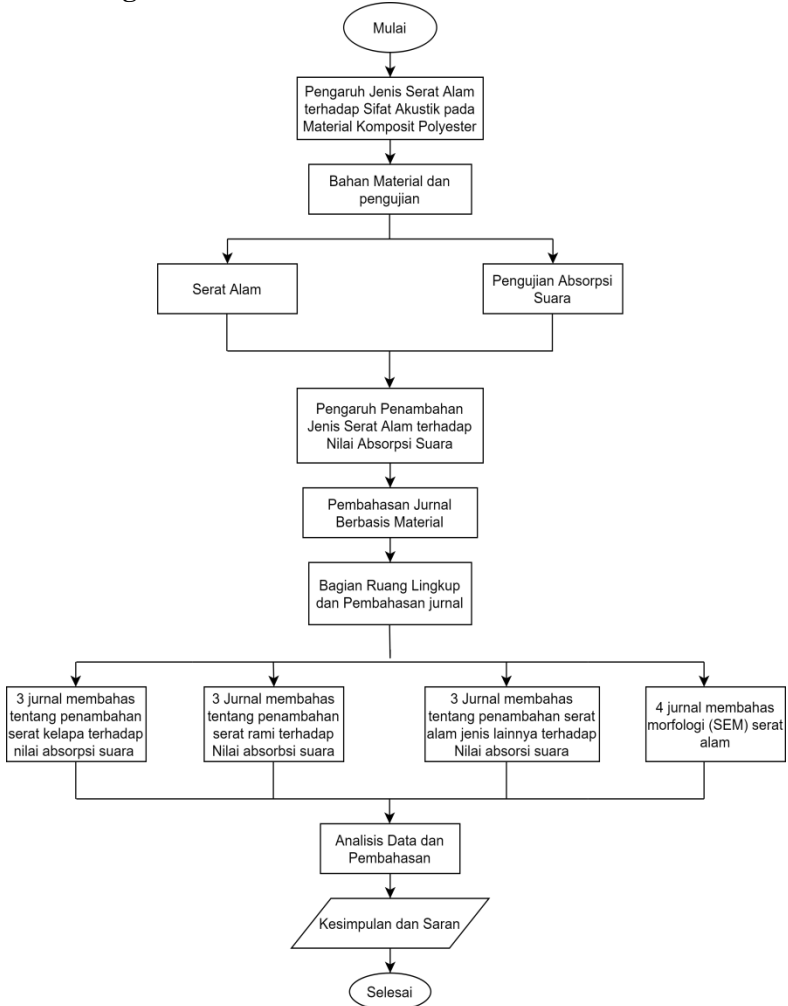 Mulai
Pengaruh Jenis Serat Alam
terhadap Sifat Akustik pada
Material Komposit Polyester
Bahan Material dan
pengujian
Serat Alam
Pengujian Absorpsi
Suara
Pengaruh Penambahan
Jenis Serat Alam terhadap
Nilai Absorpsi Suara
Pembahasan Jurnal
Berbasis Material
Bagian Ruang Lingkup
dan Pembahasan jurnal
3 jurnal membahas
tentang penambahan
serat kelapa terhadap
nilai absorpsi suara
3 Jurnal membahas
tentang penambahan
serat rami terhadap
Nilai absorbsi suara
3 Jurnal membahas
tentang penambahan serat
alam jenis lainnya terhadap
Nilai absorsi suara
4 jurnal membahas
morfologi (SEM) serat
alam
Analisis Data dan
Pembahasan
Kesimpulan dan Saran
Selesai